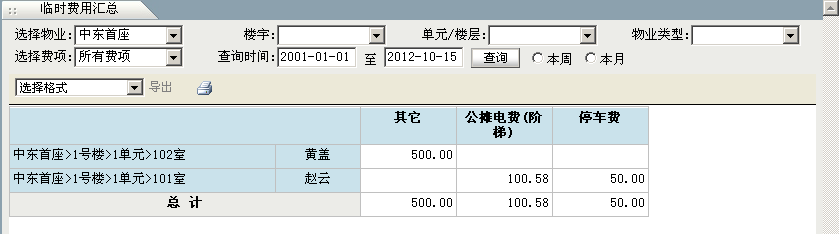 临时费用汇总
选择物业: 中东首座 楼宇: 单元/楼层: 物业类型:
选择费项: 所有费项 查询时间: 2001-01-01 至 2012-10-15 查询 本周 本月
选择格式 导出
其它 公摊电费(阶梯) 停车费
中东首座>1号楼>1单元>102室 黄盖 500.00
中东首座>1号楼>1单元>101室 赵云 100.58 50.00
总 计 500.00 100.58 50.00